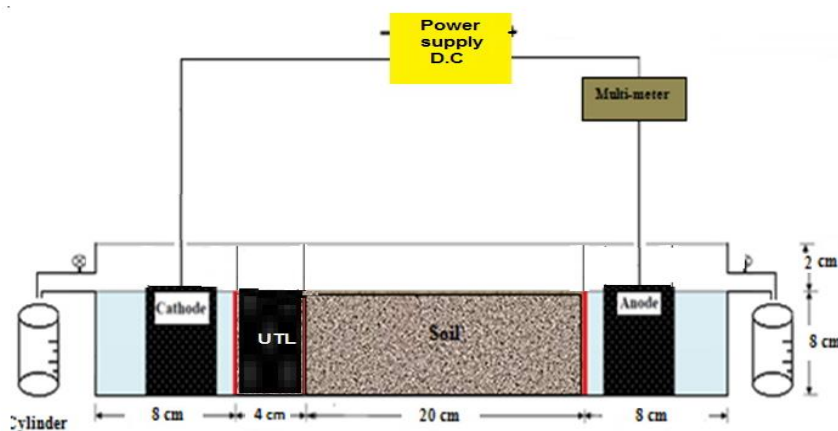 Power
supply
D.C
- +
Multi-meter
2 cm
Cathode
Anode
UTL
Soil
8 cm
Cylinder
8 cm 4 cm 20 cm 8 cm